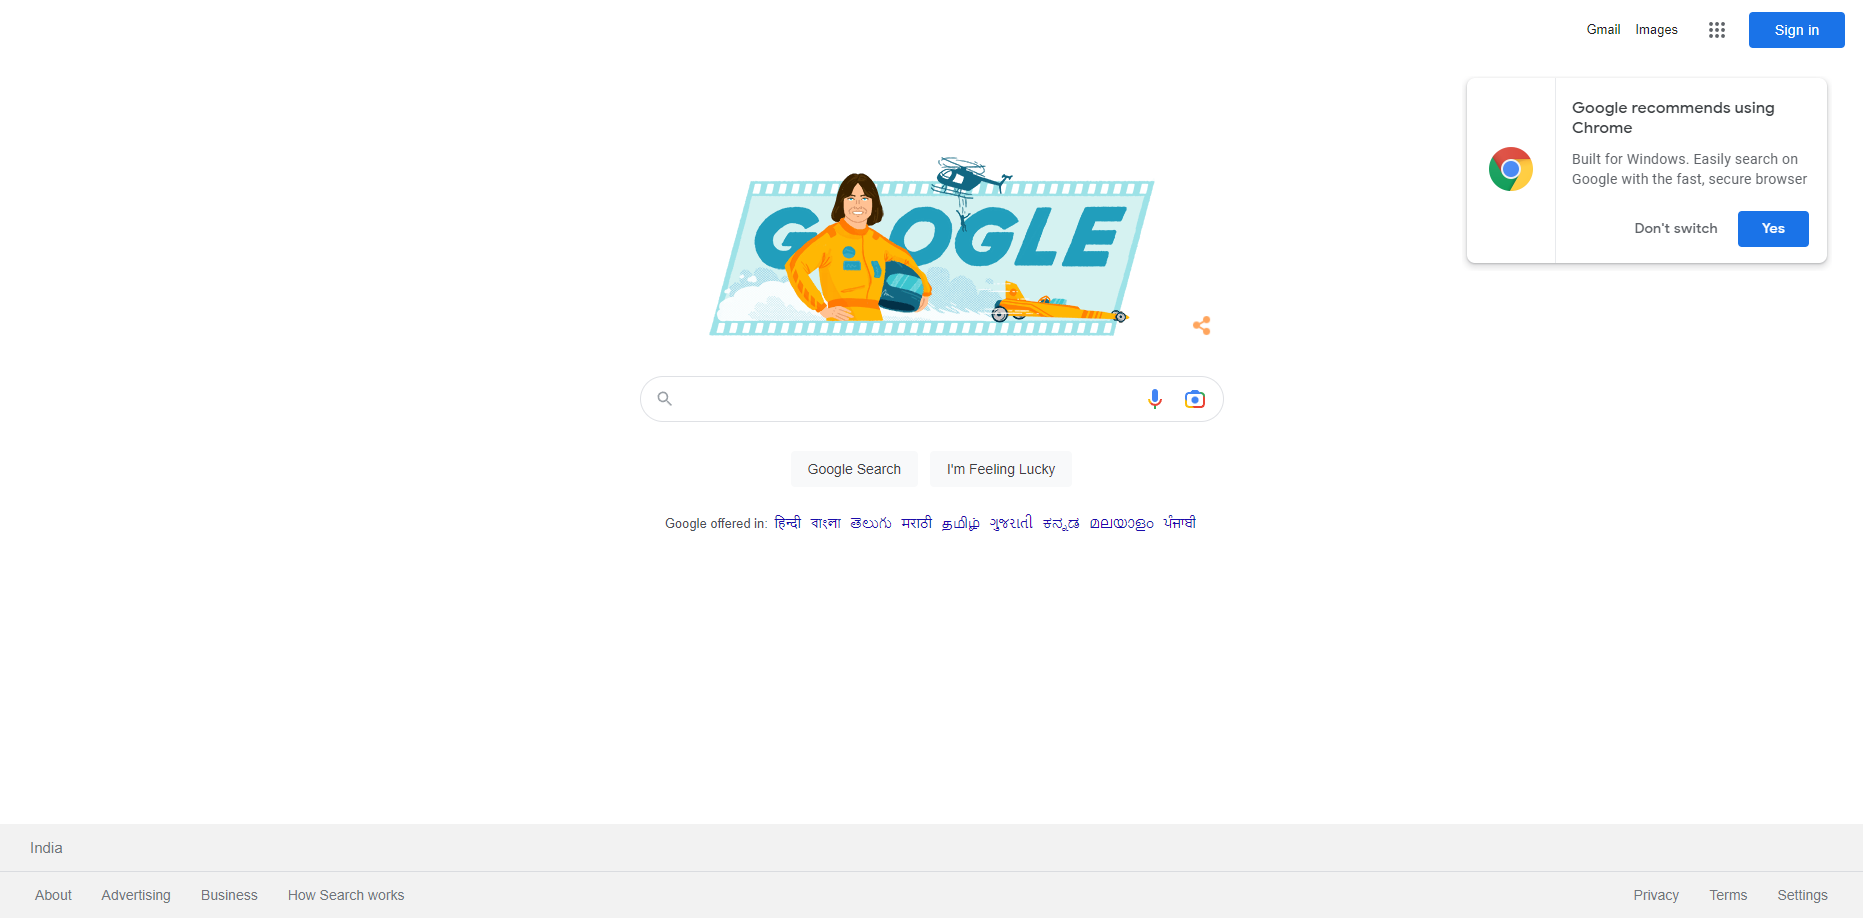 Gmail Images Sign in
Google recommends using
Chrome
Built for Windows. Easily search on
Google with the fast, secure browser
Don't switch Yes
GOOGLE
Google Search I'm Feeling Lucky
Google offered in: हिन्दी বাংলা తెలుగు मराठी தமிழ் ગુજરાતી ಕನ್ನಡ മലയാളം ਪੰਜਾਬੀ
India
About Advertising Business How Search works Privacy Terms Settings